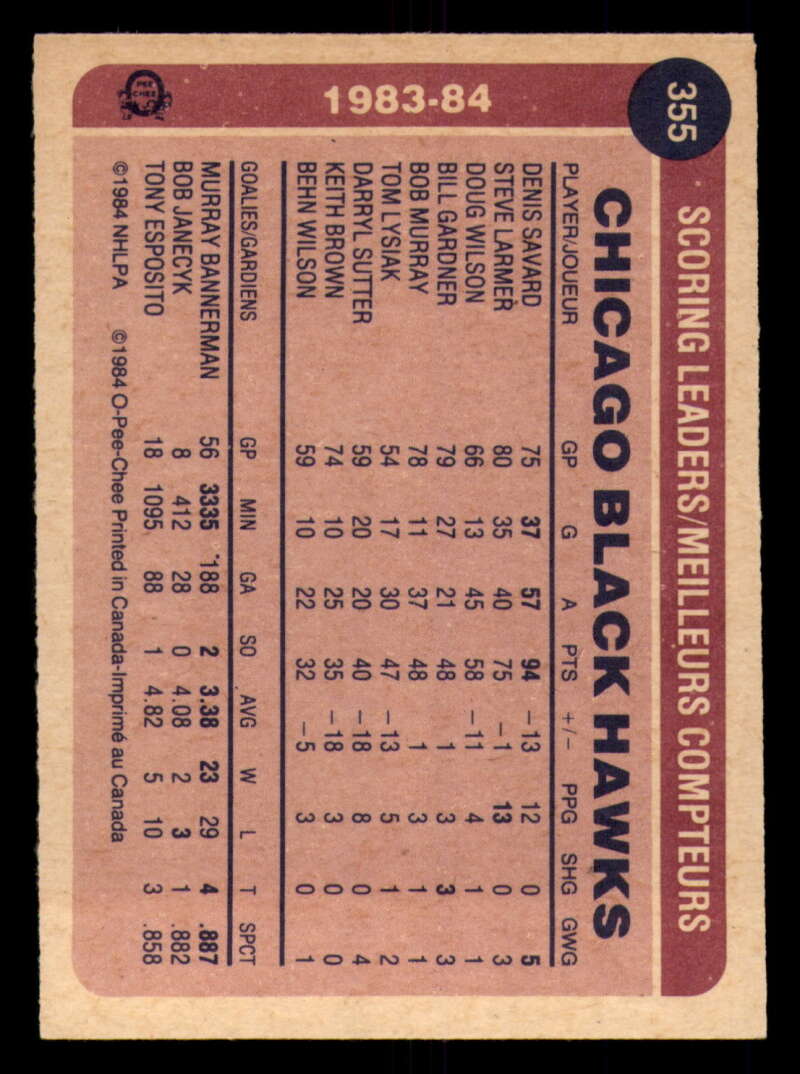 355
SCORING LEADERS/MEILLEURS COMPTEURS
1983-84
O PEE CHEE
CHICAGO BLACK HAWKS
PLAYER/JOUEUR GP G A PTS +/– PPG SHG GWG
DENIS SAVARD 75 37 57 94 –13 12 0 5
STEVE LARMER 80 35 40 75 –1 13 0 3
DOUG WILSON 66 13 45 58 –11 4 1 1
BILL GARDNER 79 27 21 48 1 3 3 3
BOB MURRAY 78 11 37 48 1 3 1 1
TOM LYSIAK 54 17 30 47 –13 5 1 2
DARRYL SUTTER 59 20 20 40 –18 8 0 4
KEITH BROWN 74 10 25 35 –18 3 0 0
BEHN WILSON 59 10 22 32 –5 3 0 1
GOALIES/GARDIENS GP MIN GA SO AVG W L T SPCT
MURRAY BANNERMAN 56 3335 188 2 3.38 23 29 4 .887
BOB JANECYK 8 412 28 0 4.08 2 3 1 .882
TONY ESPOSITO 18 1095 88 1 4.82 5 10 3 .858
©1984 NHLPA ©1984 O-Pee-Chee Printed in Canada-Imprimé au Canada